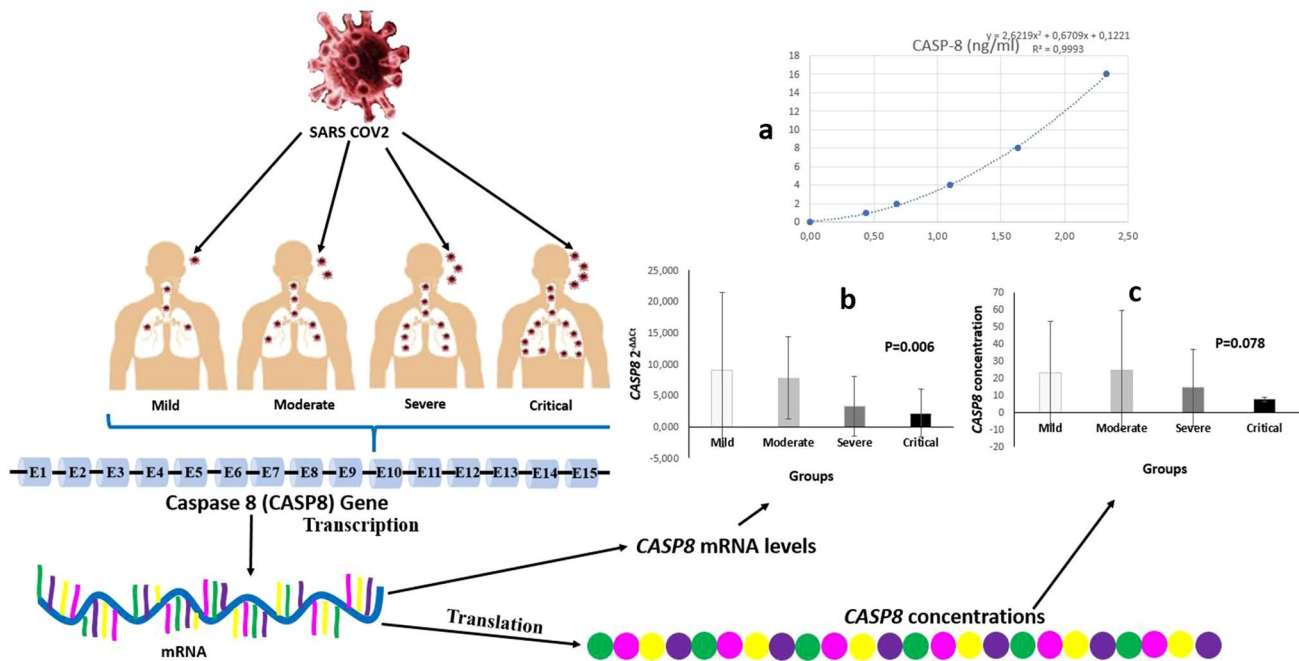 SARS COV2
Mild
Moderate
Severe
Critical
E1 E2 E3 E4 E5 E6 E7 E8 E9 E10 E11 E12 E13 E14 E15
Caspase 8 (CASP8) Gene
Transcription
mRNA
Translation
CASP8 mRNA levels
CASP8 concentrations
a
CASP-8 (ng/ml)
y = 2,6219x² + 0,6709x + 0,1221
R² = 0,9993
18
16
14
12
10
8
6
4
2
0
0,00 0,50 1,00 1,50 2,00 2,50
b
P=0.006
CASP8 2^-ΔΔCt
25,000
20,000
15,000
10,000
5,000
0,000
-5,000
Mild Moderate Severe Critical
Groups
c
P=0.078
CASP8 concentration
70
60
50
40
30
20
10
0
-10
-20
Mild Moderate Severe Critical
Groups